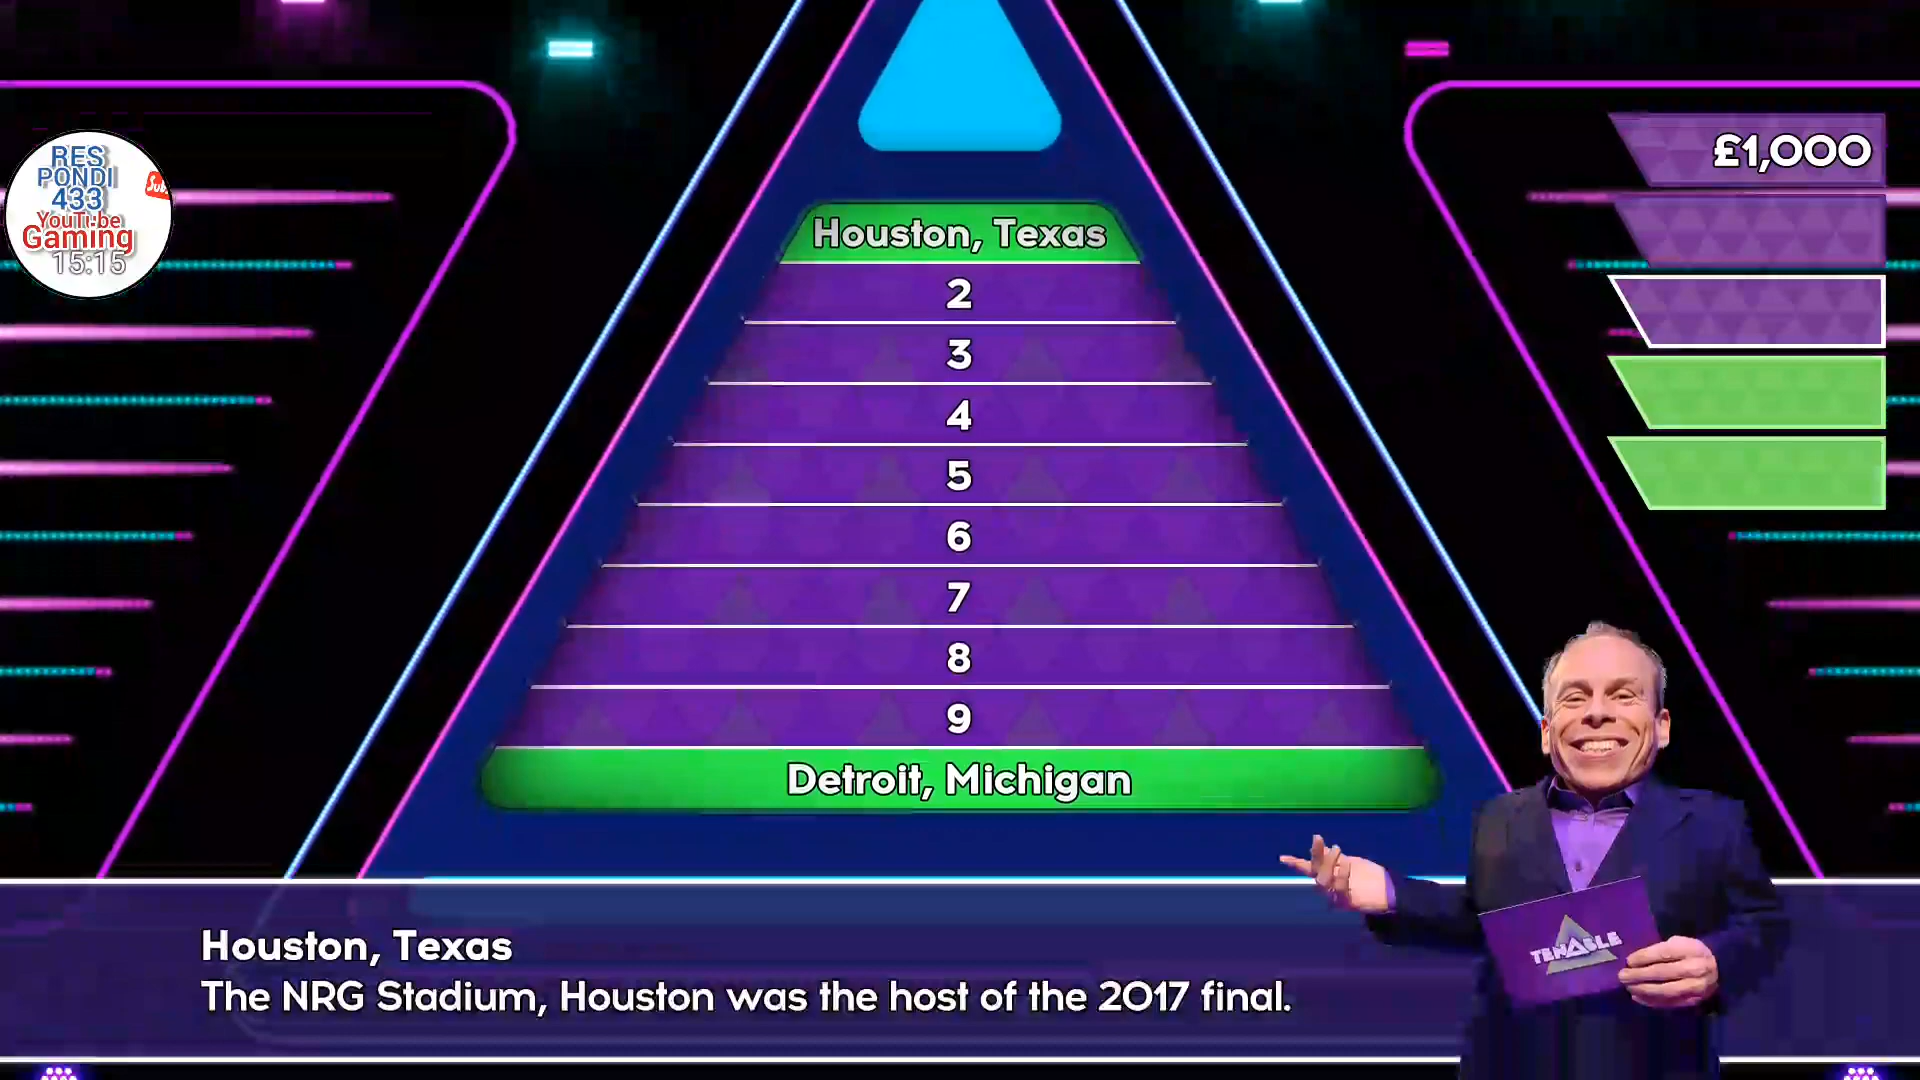 RES
PONDI
433
YouTube
Gaming
15:15
Sub
£1,000
Houston, Texas
2
3
4
5
6
7
8
9
Detroit, Michigan
Houston, Texas
The NRG Stadium, Houston was the host of the 2017 final.
TENABLE